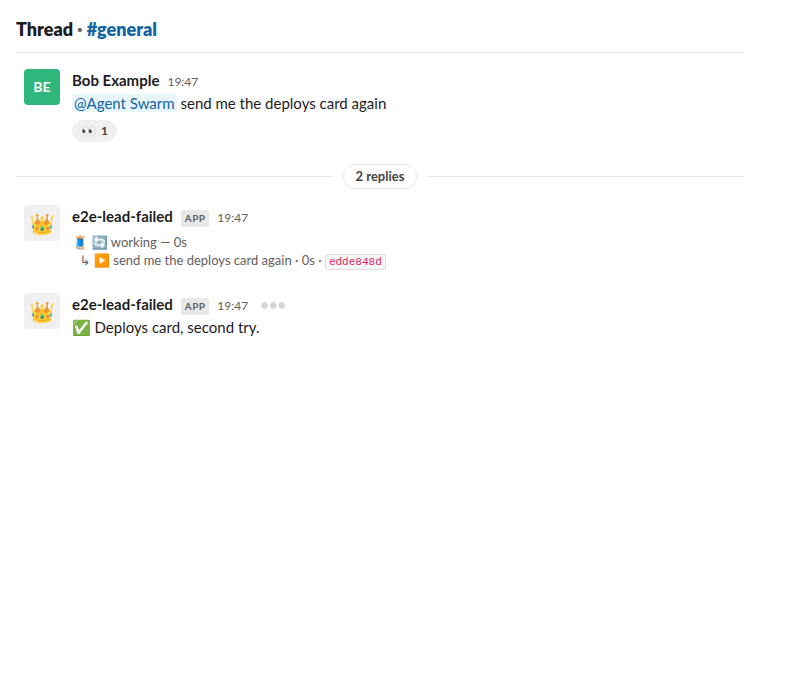 Thread • #general
BE
Bob Example 19:47
@Agent Swarm send me the deploys card again
👀 1
2 replies
e2e-lead-failed APP 19:47
🧵 🔄 working — 0s
↳ ▶️ send me the deploys card again · 0s · edde848d
e2e-lead-failed APP 19:47
✅ Deploys card, second try.